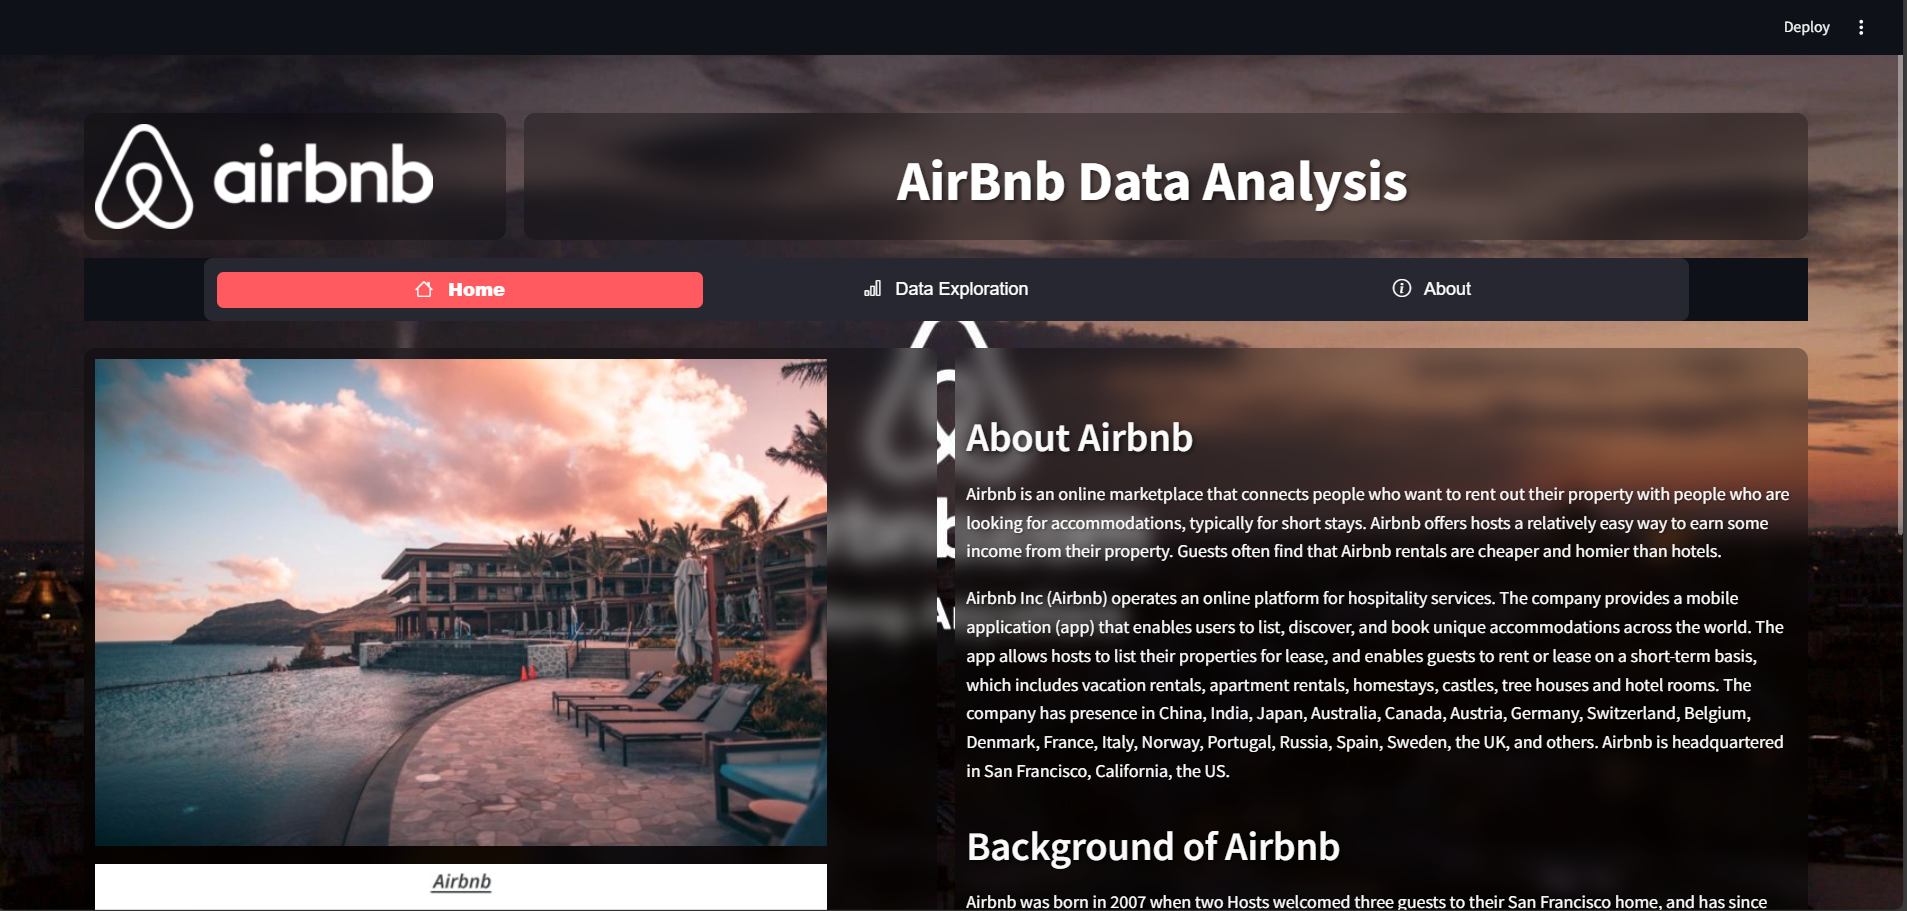 Deploy
airbnb
AirBnb Data Analysis
Home
Data Exploration
About
About Airbnb
Airbnb is an online marketplace that connects people who want to rent out their property with people who are
looking for accommodations, typically for short stays. Airbnb offers hosts a relatively easy way to earn some
income from their property. Guests often find that Airbnb rentals are cheaper and homier than hotels.
Airbnb Inc (Airbnb) operates an online platform for hospitality services. The company provides a mobile
application (app) that enables users to list, discover, and book unique accommodations across the world. The
app allows hosts to list their properties for lease, and enables guests to rent or lease on a short-term basis,
which includes vacation rentals, apartment rentals, homestays, castles, tree houses and hotel rooms. The
company has presence in China, India, Japan, Australia, Canada, Austria, Germany, Switzerland, Belgium,
Denmark, France, Italy, Norway, Portugal, Russia, Spain, Sweden, the UK, and others. Airbnb is headquartered
in San Francisco, California, the US.
Background of Airbnb
Airbnb was born in 2007 when two Hosts welcomed three guests to their San Francisco home, and has since
Airbnb